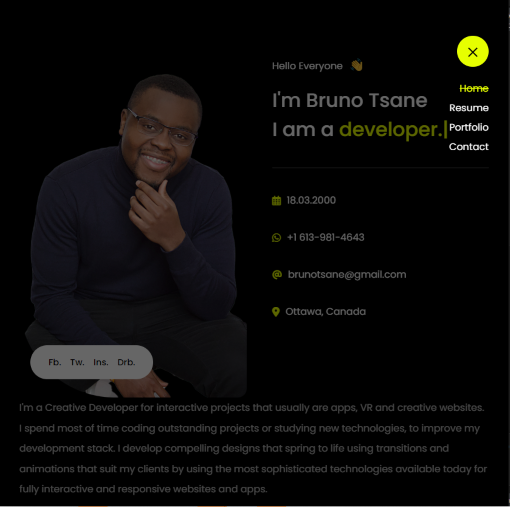 Hello Everyone
I'm Bruno Tsane
I am a developer.|
Home
Resume
Portfolio
Contact
18.03.2000
+1 613-981-4643
brunotsane@gmail.com
Ottawa, Canada
Fb. Tw. Ins. Drb.
I'm a Creative Developer for interactive projects that usually are apps, VR and creative websites.
I spend most of time coding outstanding projects or studying new technologies, to improve my
development stack. I develop compelling designs that spring to life using transitions and
animations that suit my clients by using the most sophisticated technologies available today for
fully interactive and responsive websites and apps.